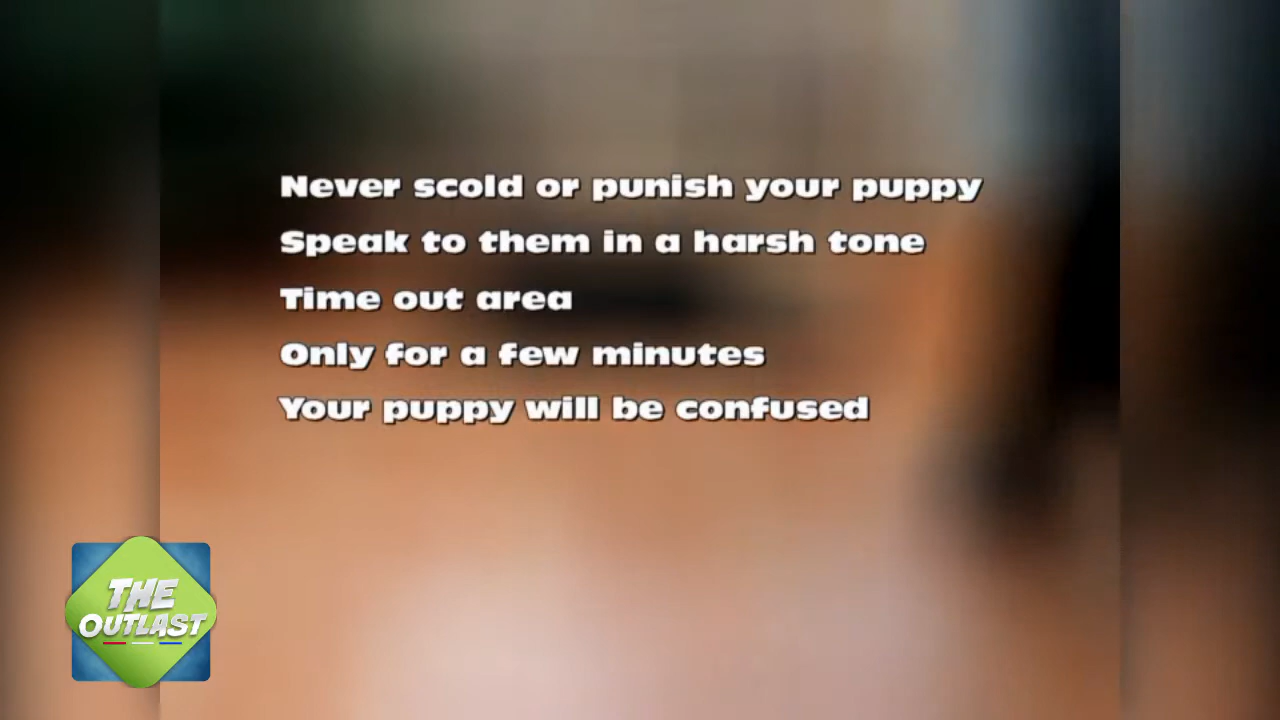 Never scold or punish your puppy
Speak to them in a harsh tone
Time out area
Only for a few minutes
Your puppy will be confused
THE
OUTLAST